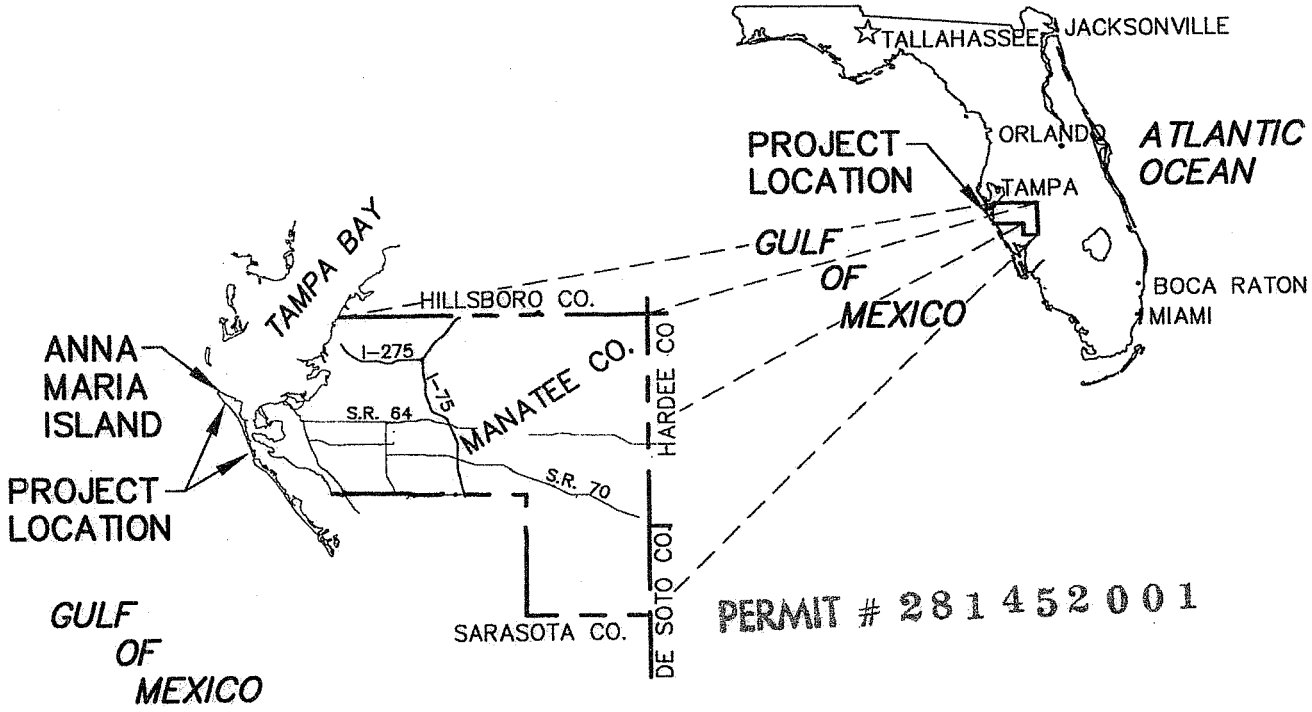 TALLAHASSEE
JACKSONVILLE
PROJECT
LOCATION
ORLANDO
ATLANTIC
OCEAN
TAMPA
GULF
OF
MEXICO
BOCA RATON
MIAMI
TAMPA BAY
HILLSBORO CO.
ANNA
MARIA
ISLAND
I-275
I-75
MANATEE CO.
HARDEE CO
S.R. 64
S.R. 70
PROJECT
LOCATION
DE SOTO CO.
SARASOTA CO.
GULF
OF
MEXICO
PERMIT # 281452001